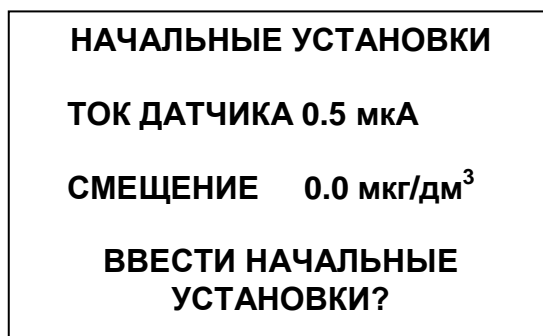 НАЧАЛЬНЫЕ УСТАНОВКИ
ТОК ДАТЧИКА 0.5 мкА
СМЕЩЕНИЕ 0.0 мкг/дм³
ВВЕСТИ НАЧАЛЬНЫЕ
УСТАНОВКИ?